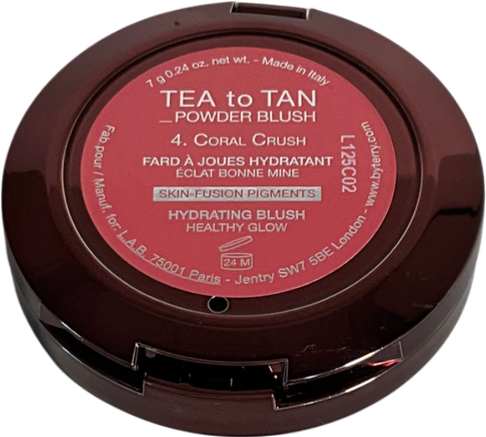 7 g 0.24 oz. net wt. - Made in Italy
TEA to TAN
_POWDER BLUSH
4. CORAL CRUSH
FARD À JOUES HYDRATANT
ÉCLAT BONNE MINE
SKIN-FUSION PIGMENTS
HYDRATING BLUSH
HEALTHY GLOW
24 M
L125C02
Fab.pour / Manuf. for: L.A.B. 75001 Paris - Jentry SW7 5BE London - www.byterry.com